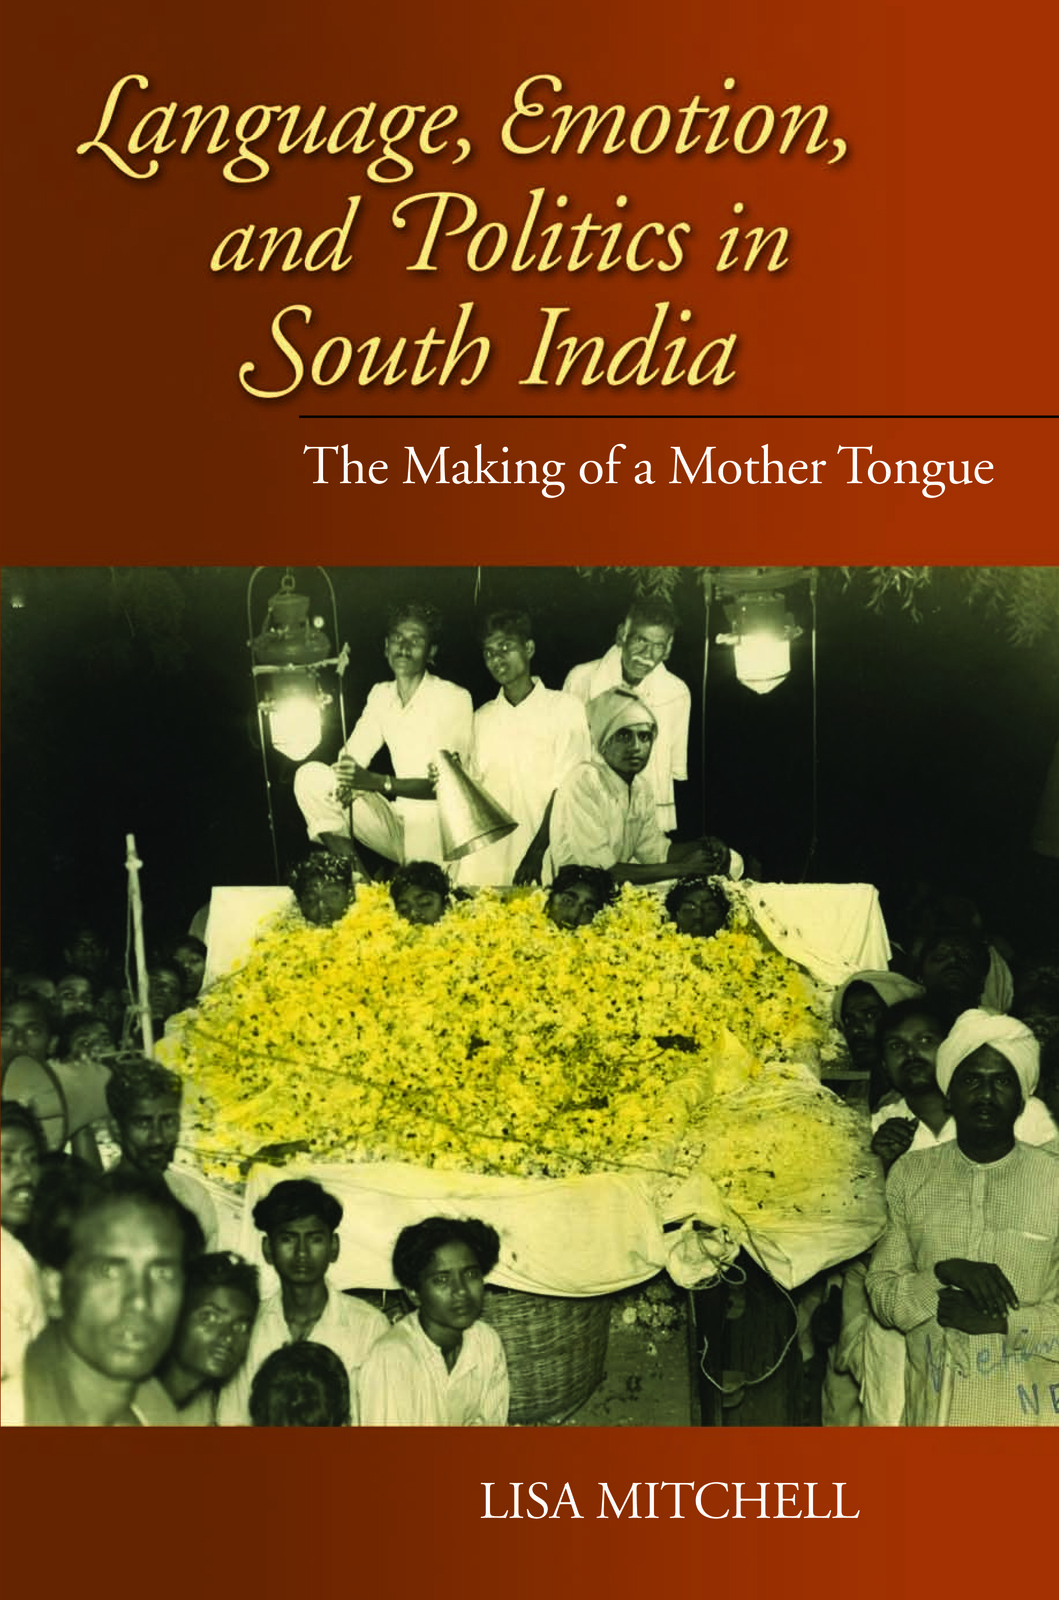 Language, Emotion,
and Politics in
South India
The Making of a Mother Tongue
LISA MITCHELL